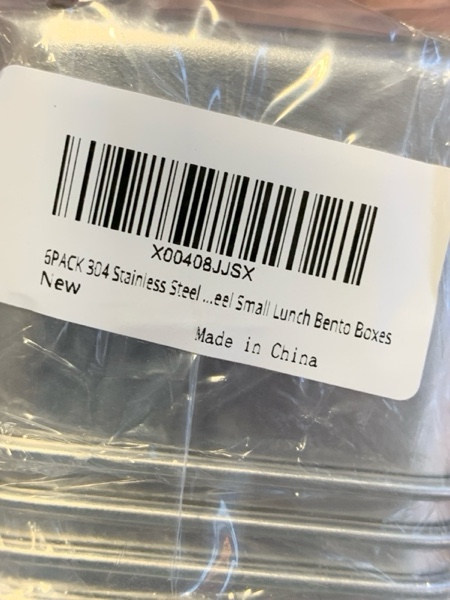 X00408JJSX
6PACK 304 Stainless Steel ...eel Small Lunch Bento Boxes
New
Made in China